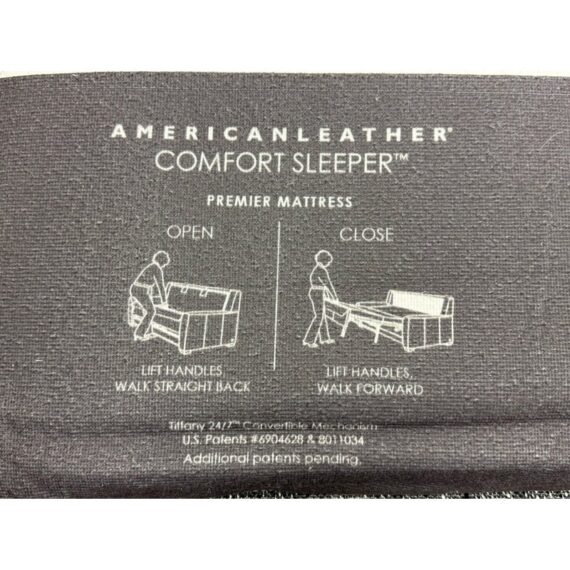 AMERICANLEATHER®
COMFORT SLEEPER™
PREMIER MATTRESS
OPEN
LIFT HANDLES,
WALK STRAIGHT BACK
CLOSE
LIFT HANDLES,
WALK FORWARD
Tiffany 24/7™ Convertible Mechanism
U.S. Patents #6904628 & 8011034
Additional patents pending.